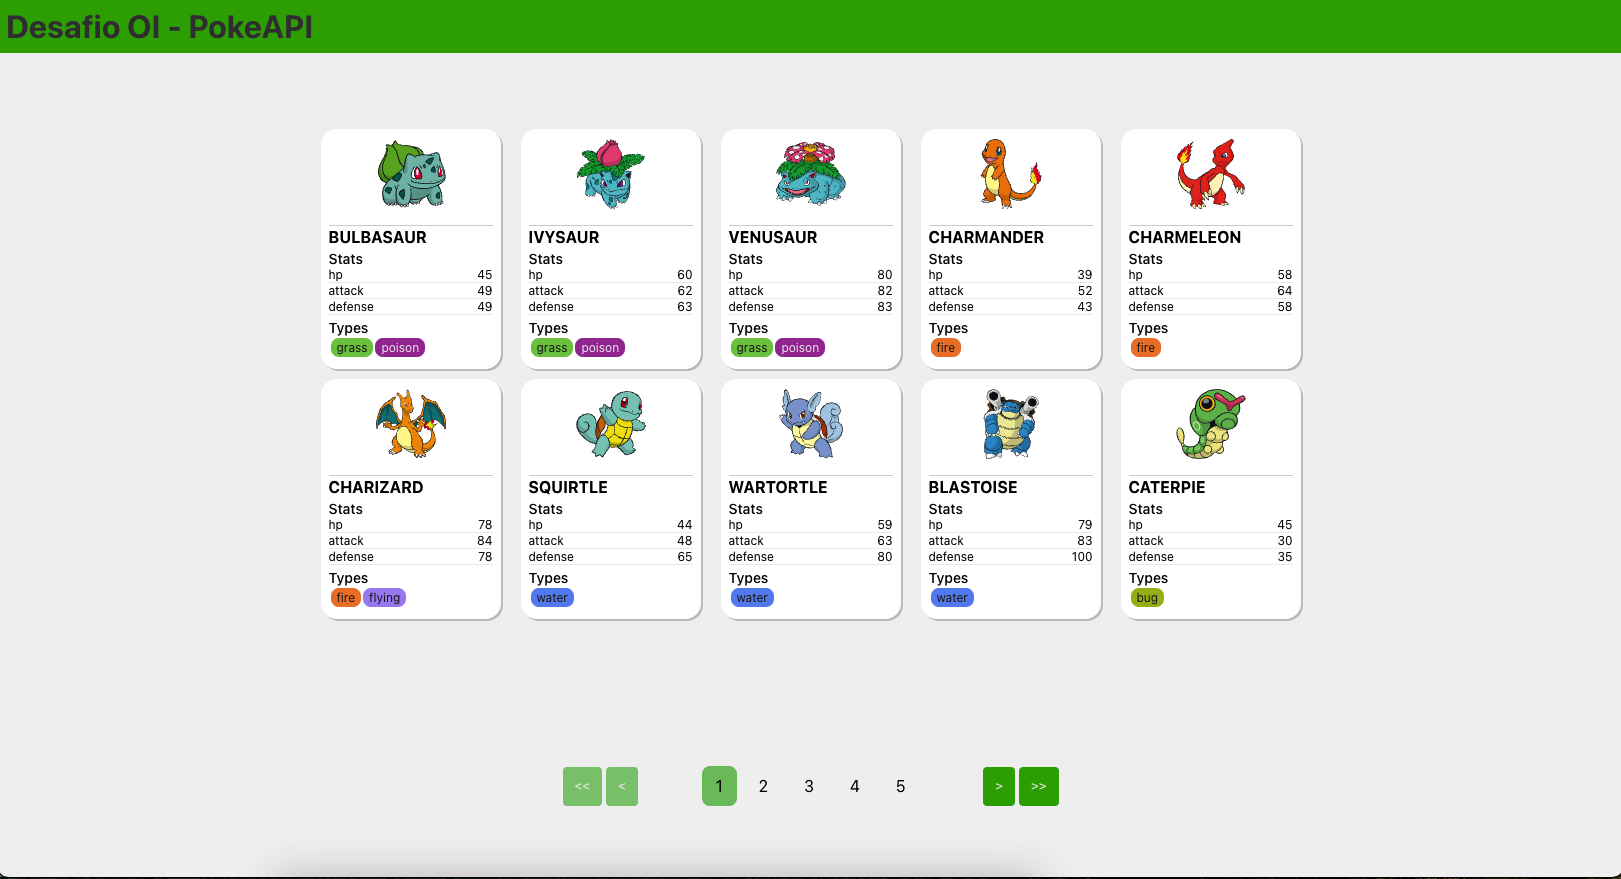 Desafio OI - PokeAPI
BULBASAUR
Stats
hp 45
attack 49
defense 49
Types
grass poison
IVYSAUR
Stats
hp 60
attack 62
defense 63
Types
grass poison
VENUSAUR
Stats
hp 80
attack 82
defense 83
Types
grass poison
CHARMANDER
Stats
hp 39
attack 52
defense 43
Types
fire
CHARMELEON
Stats
hp 58
attack 64
defense 58
Types
fire
CHARIZARD
Stats
hp 78
attack 84
defense 78
Types
fire flying
SQUIRTLE
Stats
hp 44
attack 48
defense 65
Types
water
WARTORTLE
Stats
hp 59
attack 63
defense 80
Types
water
BLASTOISE
Stats
hp 79
attack 83
defense 100
Types
water
CATERPIE
Stats
hp 45
attack 30
defense 35
Types
bug
<< < 1 2 3 4 5 > >>